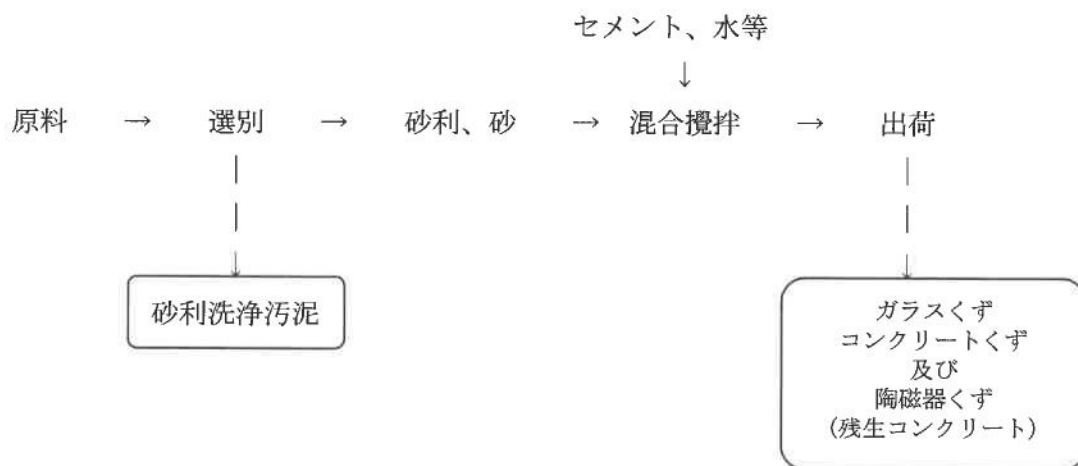 セメント、水等
↓
原料 → 選別 → 砂利、砂 → 混合攪拌 → 出荷
砂利洗浄汚泥
ガラスくず
コンクリートくず
及び
陶磁器くず
(残生コンクリート)